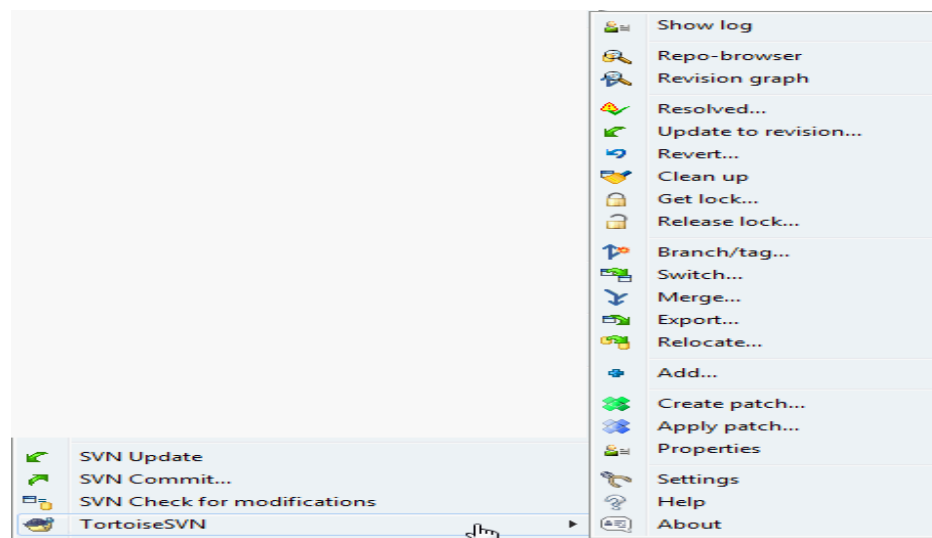 Show log
Repo-browser
Revision graph
Resolved...
Update to revision...
Revert...
Clean up
Get lock...
Release lock...
Branch/tag...
Switch...
Merge...
Export...
Relocate...
Add...
Create patch...
Apply patch...
Properties
Settings
Help
About
SVN Update
SVN Commit...
SVN Check for modifications
TortoiseSVN